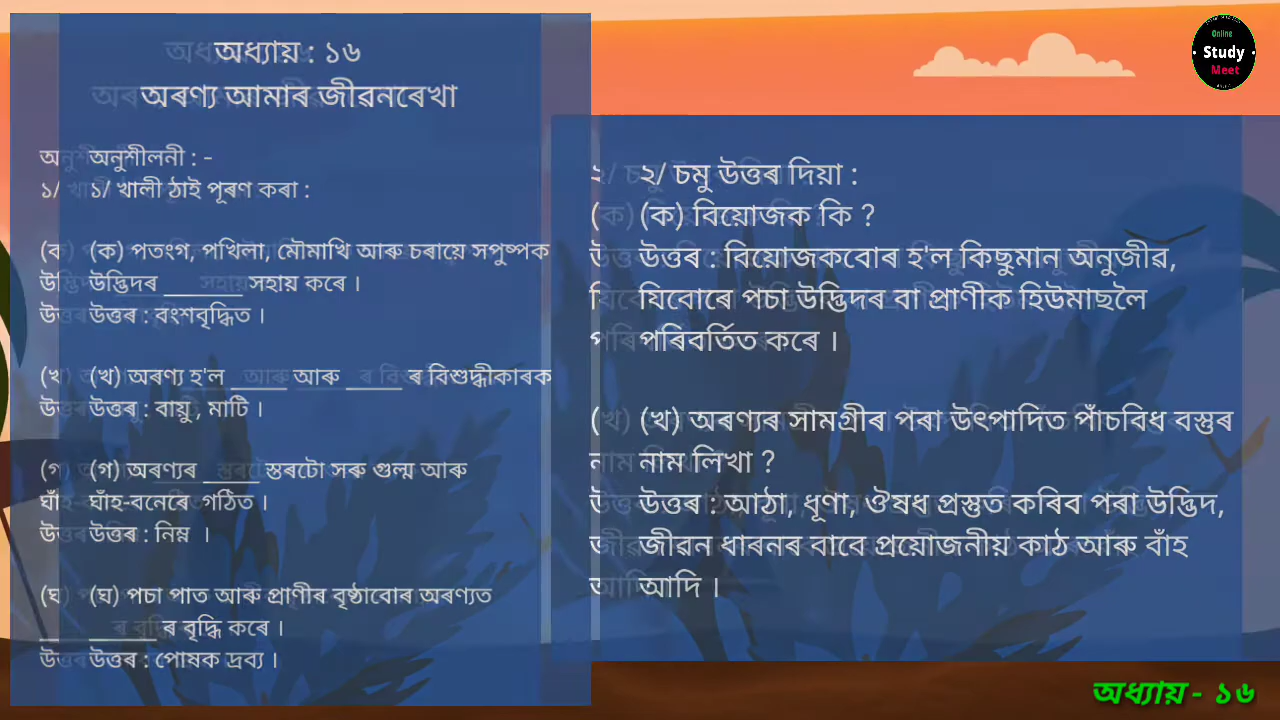 অধ্যায় : ১৬
অৰণ্য আমাৰ জীৱনৰেখা
অনুশীলনী : -
১/ খালী ঠাই পূৰণ কৰা :
(ক) পতংগ, পখিলা, মৌমাখি আৰু চৰায়ে সপুষ্পক
উদ্ভিদৰ _______ সহায় কৰে ।
উত্তৰ : বংশবৃদ্ধিত ।
(খ) অৰণ্য হ'ল _____ আৰু _____ ৰ বিশুদ্ধীকাৰক
উত্তৰ : বায়ু , মাটি ।
(গ) অৰণ্যৰ _____ স্তৰটো সৰু গুল্ম আৰু
ঘাঁহ-বনেৰে গঠিত ।
উত্তৰ : নিম্ন ।
(ঘ) পচা পাত আৰু প্ৰাণীৰ বৃষ্ঠাবোৰ অৰণ্যত
______ ৰ বৃদ্ধি কৰে ।
উত্তৰ : পোষক দ্ৰব্য ।
২/ চমু উত্তৰ দিয়া :
(ক) বিয়োজক কি ?
উত্তৰ : বিয়োজকবোৰ হ'ল কিছুমান অনুজীৱ,
যিবোৰে পচা উদ্ভিদৰ বা প্ৰাণীক হিউমাছলৈ
পৰিবৰ্তিত কৰে ।
(খ) অৰণ্যৰ সামগ্ৰীৰ পৰা উৎপাদিত পাঁচবিধ বস্তুৰ
নাম লিখা ?
উত্তৰ : আঠা, ধূণা, ঔষধ প্ৰস্তুত কৰিব পৰা উদ্ভিদ,
জীৱন ধাৰনৰ বাবে প্ৰয়োজনীয় কাঠ আৰু বাঁহ
আদি ।
Online
Study
Meet
অধ্যায় - ১৬